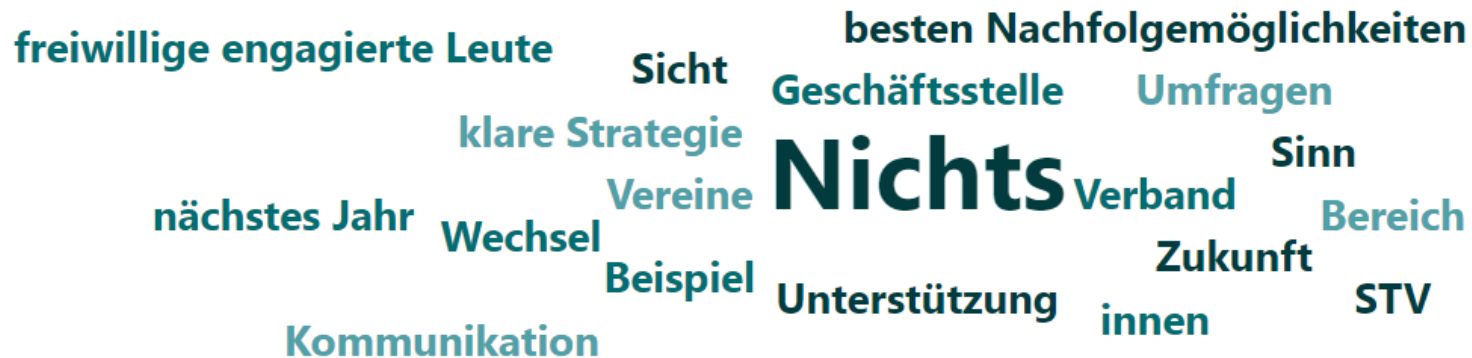 besten Nachfolgemöglichkeiten
freiwillige engagierte Leute
Sicht
Geschäftsstelle
Umfragen
klare Strategie
Sinn
Nichts
Vereine
Verband
nächstes Jahr
Bereich
Wechsel
Zukunft
Beispiel
Unterstützung
STV
innen
Kommunikation